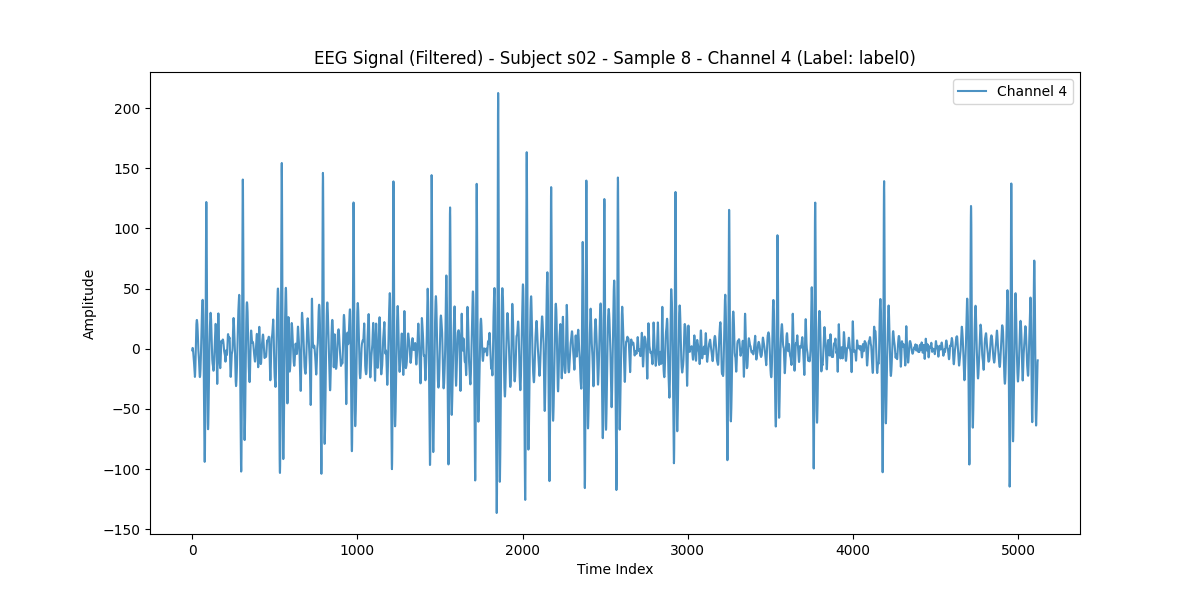 EEG Signal (Filtered) - Subject s02 - Sample 8 - Channel 4 (Label: label0)
Channel 4
200
150
100
50
0
−50
−100
−150
Amplitude
0 1000 2000 3000 4000 5000
Time Index